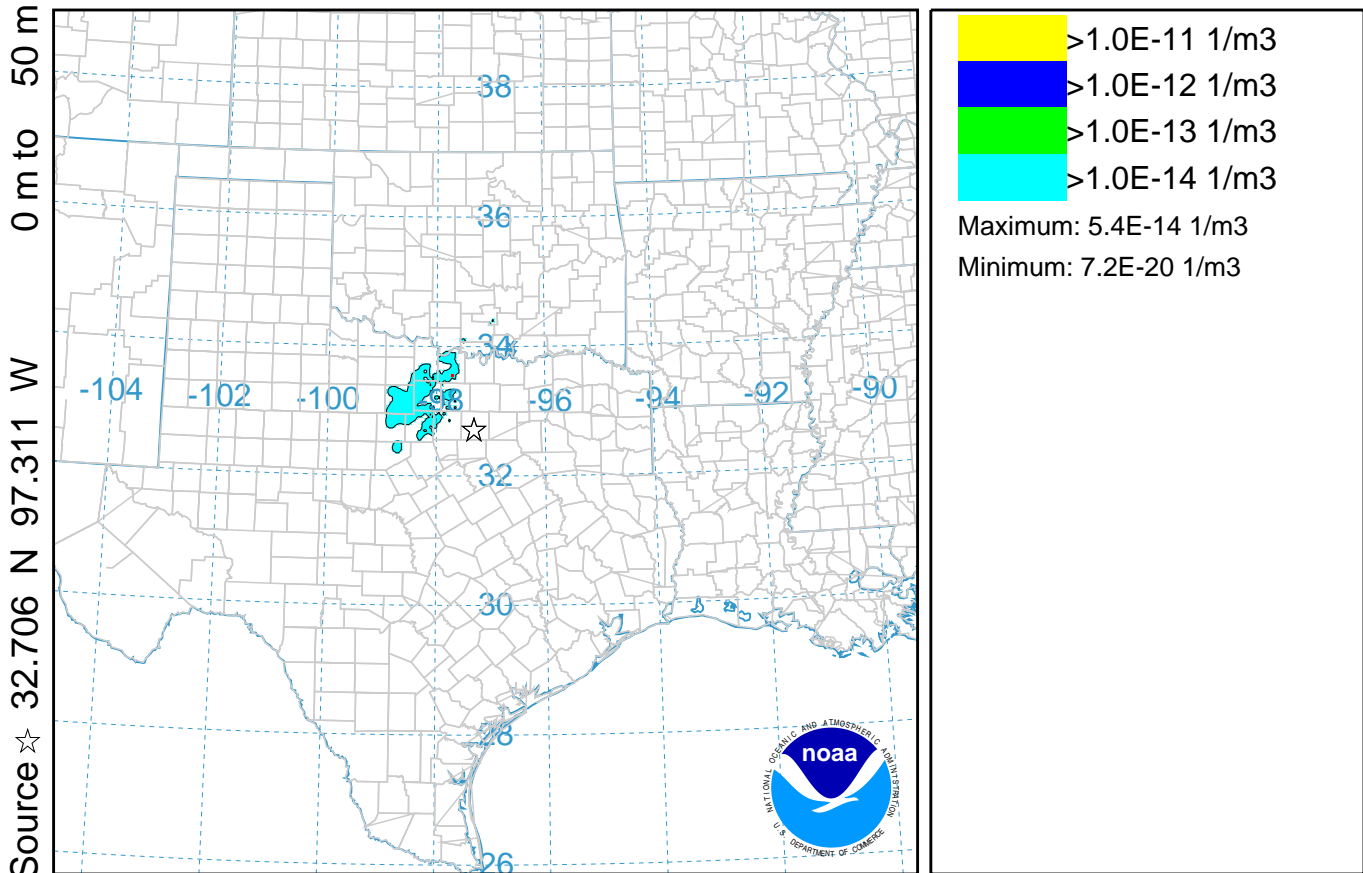 Source ☆ 32.706 N 97.311 W 0 m to 50 m
38
36
34
-104
-102
-100
-96
-94
-92
-90
32
30
28
26
>1.0E-11 1/m3
>1.0E-12 1/m3
>1.0E-13 1/m3
>1.0E-14 1/m3
Maximum: 5.4E-14 1/m3
Minimum: 7.2E-20 1/m3
NATIONAL OCEANIC AND ATMOSPHERIC ADMINISTRATION
noaa
U.S. DEPARTMENT OF COMMERCE